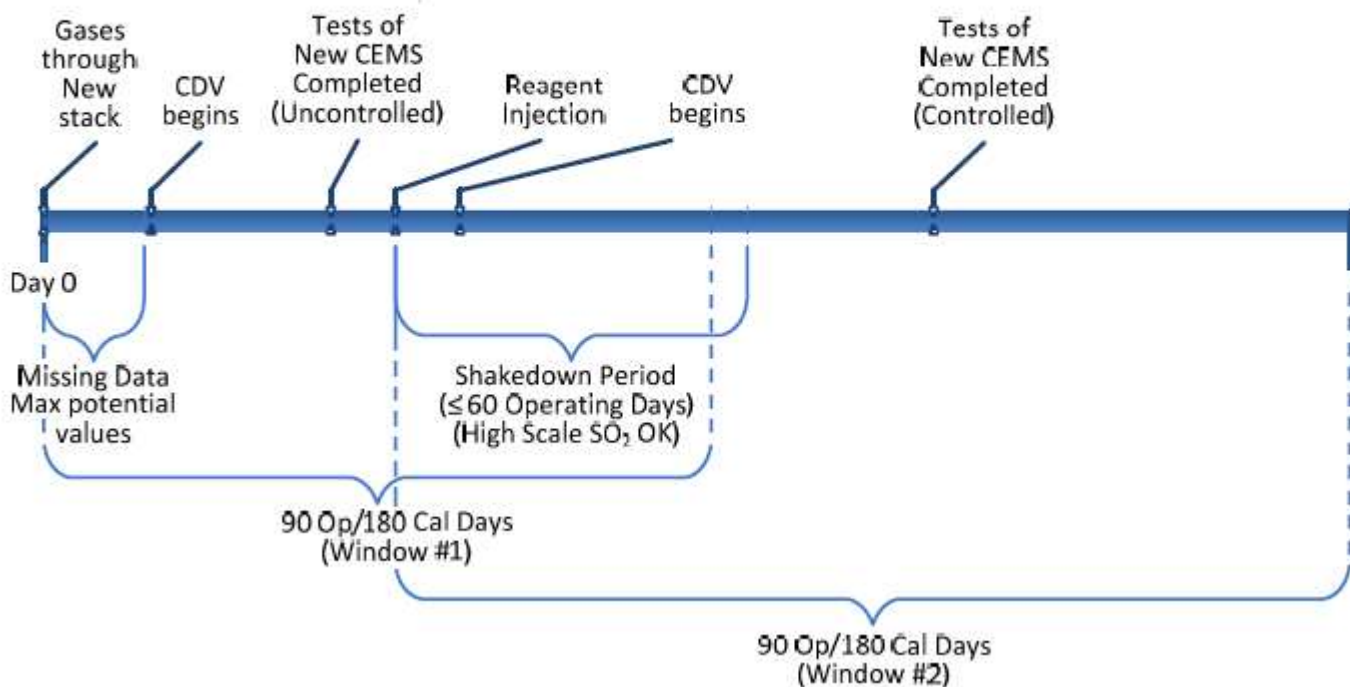 Gases
through
New
stack
CDV
begins
Tests of
New CEMS
Completed
(Uncontrolled)
Reagent
Injection
CDV
begins
Tests of
New CEMS
Completed
(Controlled)
Day 0
Missing Data
Max potential
values
Shakedown Period
(≤60 Operating Days)
(High Scale SO₂ OK)
90 Op/180 Cal Days
(Window #1)
90 Op/180 Cal Days
(Window #2)